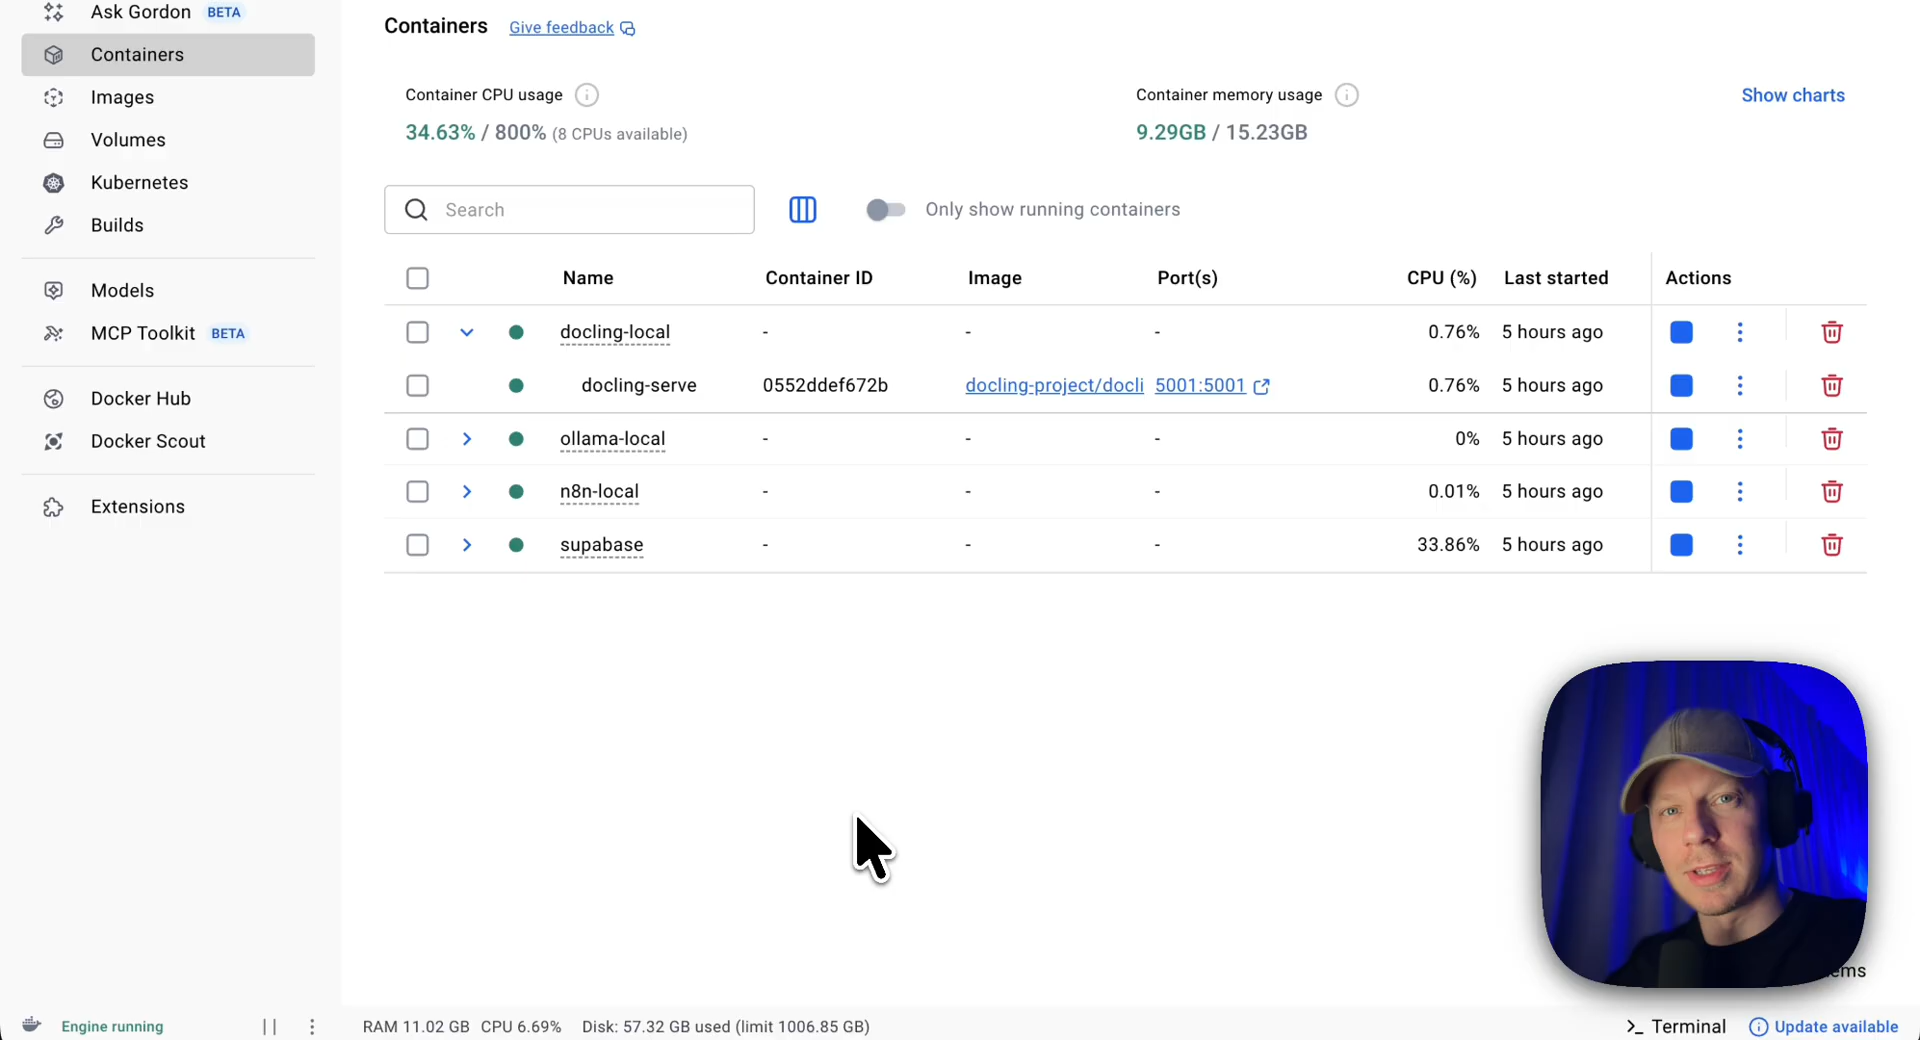 Ask Gordon BETA
Containers
Images
Volumes
Kubernetes
Builds
Models
MCP Toolkit BETA
Docker Hub
Docker Scout
Extensions
Containers Give feedback
Container CPU usage
34.63% / 800% (8 CPUs available)
Container memory usage
9.29GB / 15.23GB
Show charts
Search
Only show running containers
Name Container ID Image Port(s) CPU (%) Last started Actions
docling-local - - - 0.76% 5 hours ago
docling-serve 0552ddef672b docling-project/docli 5001:5001 0.76% 5 hours ago
ollama-local - - - 0% 5 hours ago
n8n-local - - - 0.01% 5 hours ago
supabase - - - 33.86% 5 hours ago
Engine running
RAM 11.02 GB CPU 6.69% Disk: 57.32 GB used (limit 1006.85 GB)
Terminal
Update available